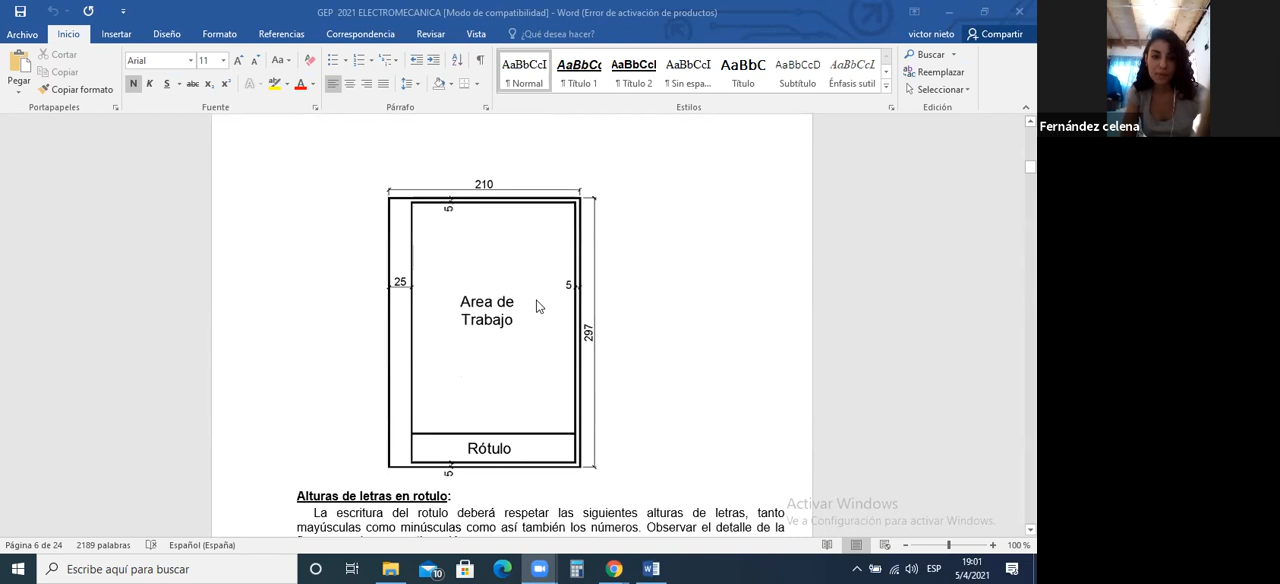 GEP 2021 ELECTROMECANICA [Modo de compatibilidad] - Word (Error de activación de productos)
Archivo Inicio Insertar Diseño Formato Referencias Correspondencia Revisar Vista ¿Qué desea hacer? victor nieto Compartir
Pegar
Cortar
Copiar
Copiar formato
Portapapeles
Arial 11
Aa
N K S abc x₂ x² A A
Fuente
Párrafo
AaBbCcI AaBbCc AaBbCcI AaBbCcI AaBbC AaBbCcD AaBbCcL
¶ Normal ¶ Título 1 ¶ Título 2 ¶ Sin espa... Título Subtítulo Énfasis sutil
Estilos
Buscar
Reemplazar
Seleccionar
Edición
Fernández celena
210
5
25
5
Area de
Trabajo
297
Rótulo
5
Alturas de letras en rotulo:
La escritura del rotulo deberá respetar las siguientes alturas de letras, tanto
mayúsculas como minúsculas como así también los números. Observar el detalle de la
Activar Windows
Ve a Configuración para activar Windows.
Página 6 de 24 2189 palabras Español (España) 100 %
Escribe aquí para buscar
10
ESP
19:01
5/4/2021